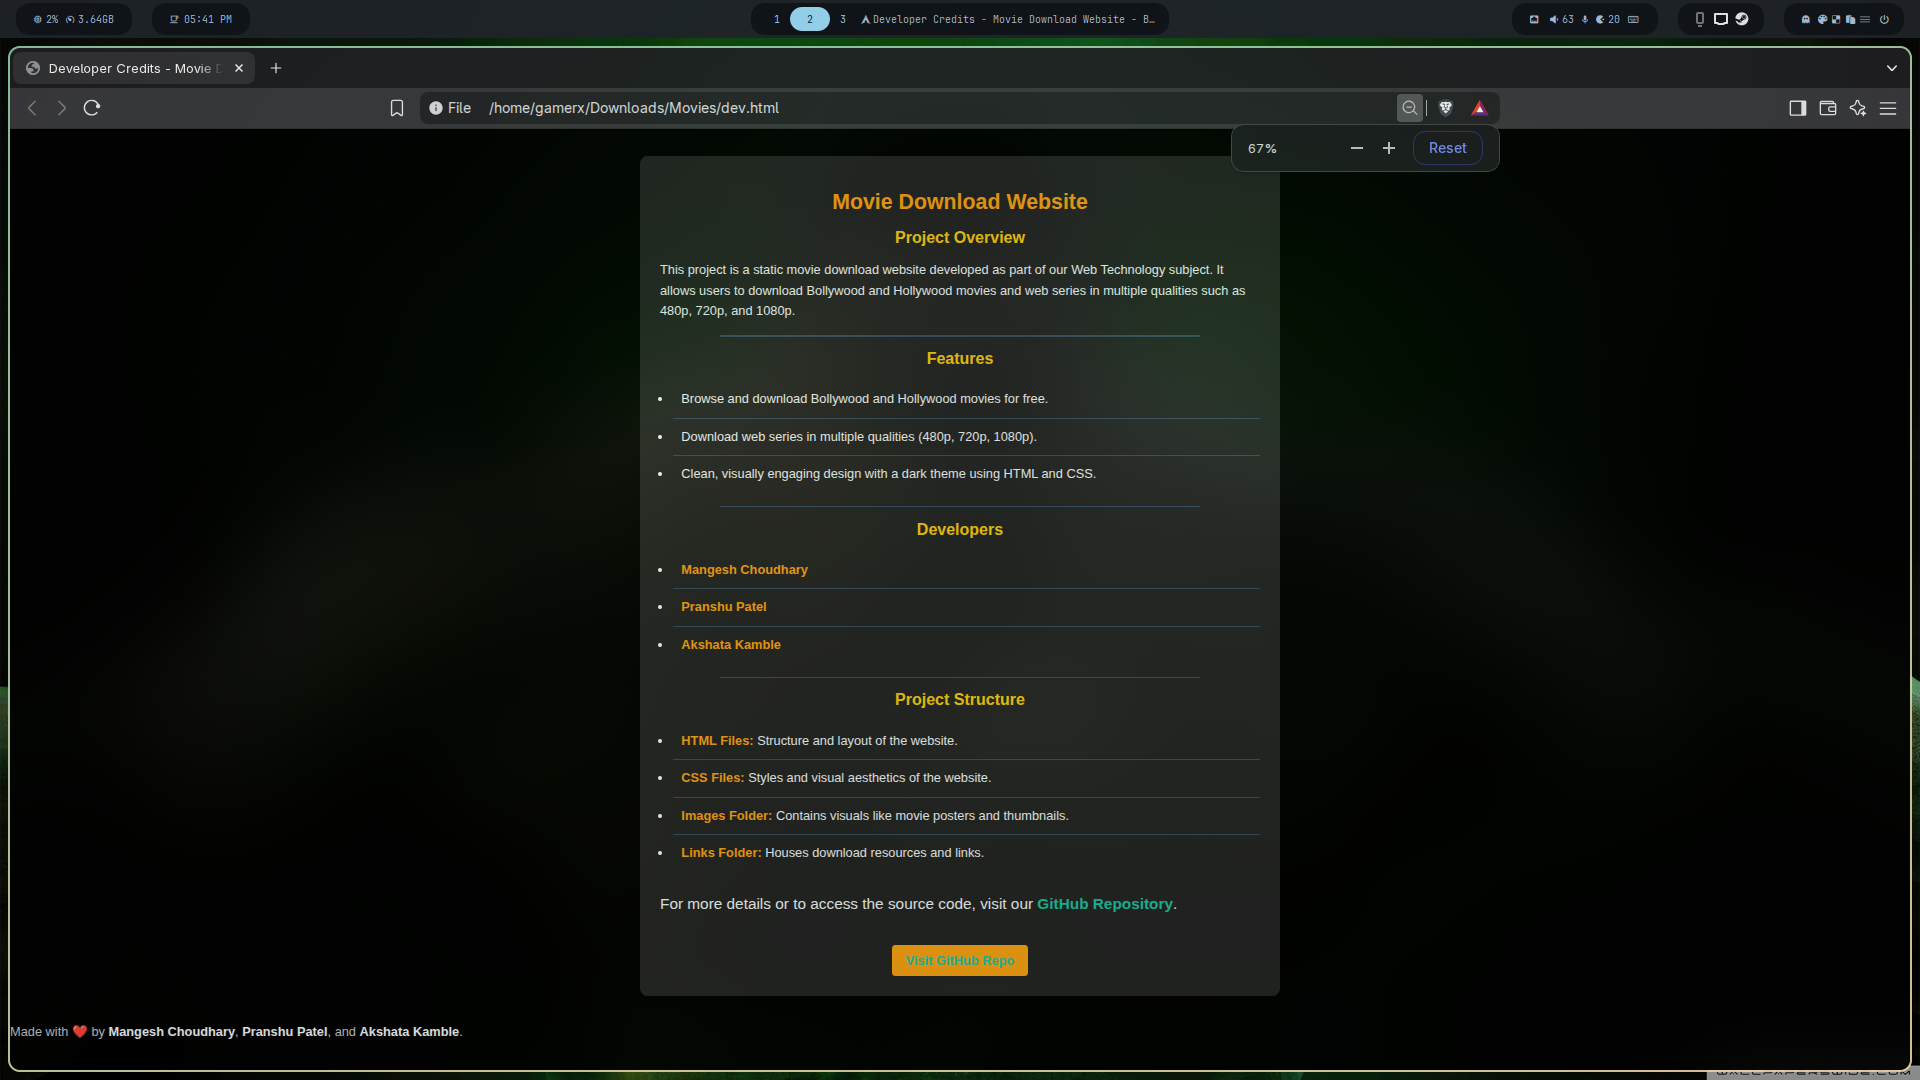 2% 3.64GB 05:41 PM 1 2 3 Developer Credits - Movie Download Website - B… 63 20
Developer Credits - Movie
File /home/gamerx/Downloads/Movies/dev.html
67% Reset
Movie Download Website
Project Overview
This project is a static movie download website developed as part of our Web Technology subject. It
allows users to download Bollywood and Hollywood movies and web series in multiple qualities such as
480p, 720p, and 1080p.
Features
• Browse and download Bollywood and Hollywood movies for free.
• Download web series in multiple qualities (480p, 720p, 1080p).
• Clean, visually engaging design with a dark theme using HTML and CSS.
Developers
• Mangesh Choudhary
• Pranshu Patel
• Akshata Kamble
Project Structure
• HTML Files: Structure and layout of the website.
• CSS Files: Styles and visual aesthetics of the website.
• Images Folder: Contains visuals like movie posters and thumbnails.
• Links Folder: Houses download resources and links.
For more details or to access the source code, visit our GitHub Repository.
Visit GitHub Repo
Made with ❤️ by Mangesh Choudhary, Pranshu Patel, and Akshata Kamble.